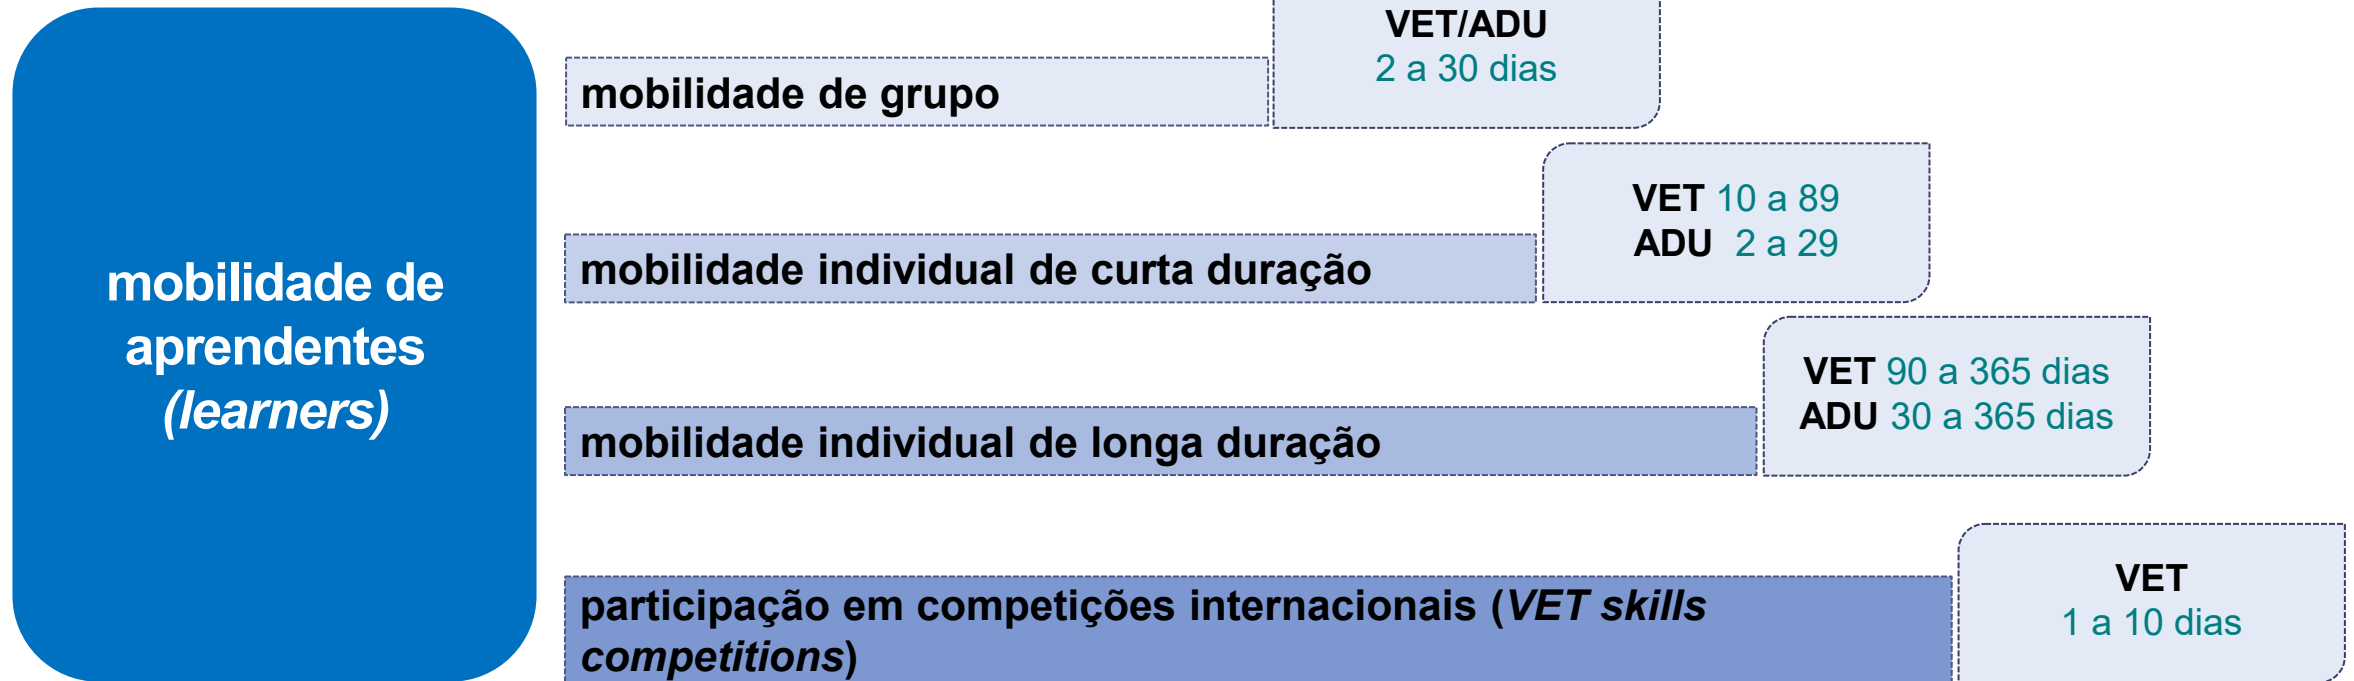 mobilidade de
aprendentes
(learners)
mobilidade de grupo
VET/ADU
2 a 30 dias
mobilidade individual de curta duração
VET 10 a 89
ADU 2 a 29
mobilidade individual de longa duração
VET 90 a 365 dias
ADU 30 a 365 dias
participação em competições internacionais (VET skills
competitions)
VET
1 a 10 dias